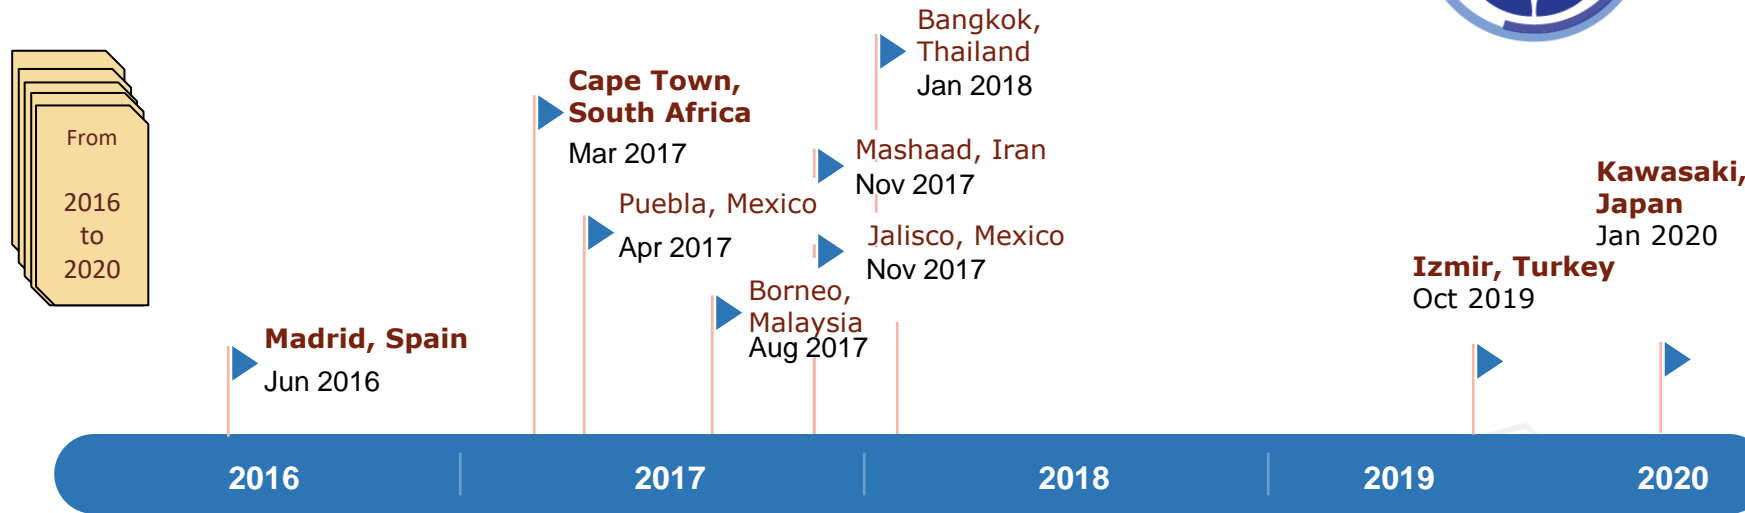 From
2016
to
2020
Madrid, Spain
Jun 2016
Cape Town,
South Africa
Mar 2017
Puebla, Mexico
Apr 2017
Borneo,
Malaysia
Aug 2017
Bangkok,
Thailand
Jan 2018
Mashaad, Iran
Nov 2017
Jalisco, Mexico
Nov 2017
Izmir, Turkey
Oct 2019
Kawasaki,
Japan
Jan 2020
2016
2017
2018
2019
2020